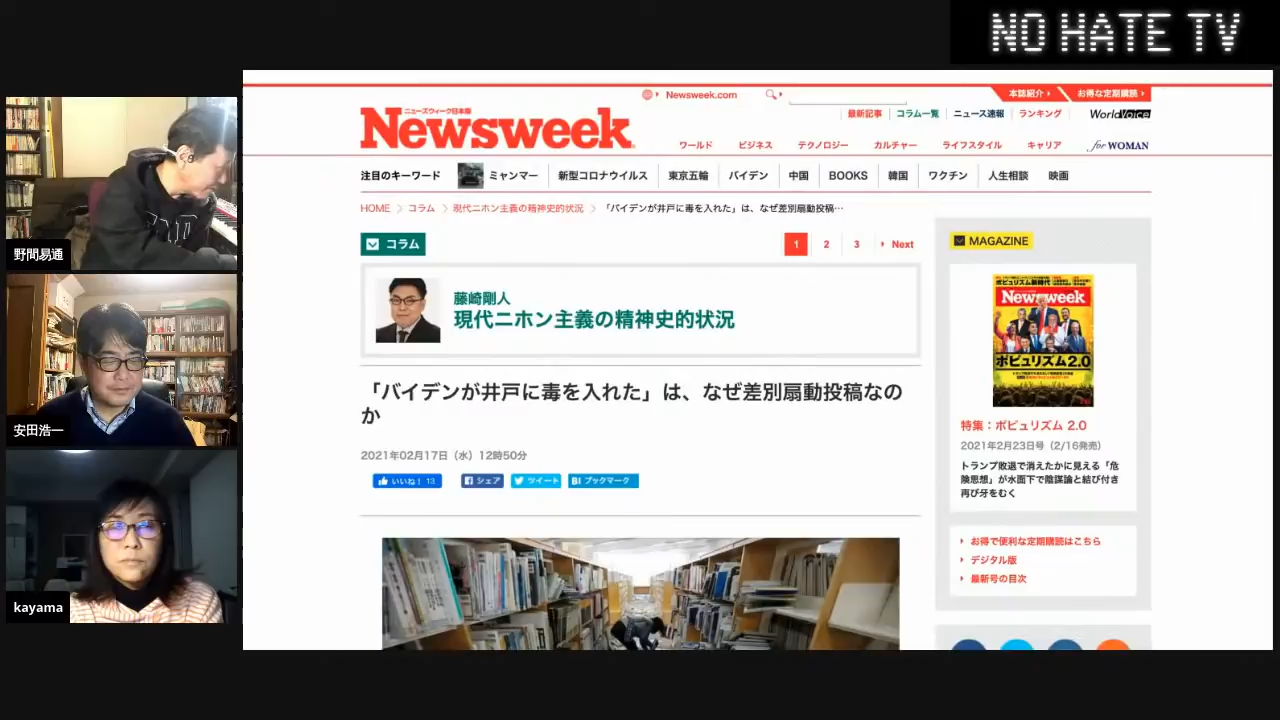 NO HATE TV
野間易通
安田浩一
kayama
ニューズウィーク日本版
Newsweek
Newsweek.com
本誌紹介
お得な定期購読
最新記事
コラム一覧
ニュース速報
ランキング
WorldVoice
ワールド
ビジネス
テクノロジー
カルチャー
ライフスタイル
キャリア
for WOMAN
注目のキーワード
ミャンマー
新型コロナウイルス
東京五輪
バイデン
中国
BOOKS
韓国
ワクチン
人生相談
映画
HOME > コラム > 現代ニホン主義の精神史的状況 > 「バイデンが井戸に毒を入れた」は、なぜ差別扇動投稿…
コラム
1 2 3 Next
藤崎剛人
現代ニホン主義の精神史的状況
「バイデンが井戸に毒を入れた」は、なぜ差別扇動投稿なの
か
2021年02月17日（水）12時50分
いいね！ 13
シェア
ツイート
B! ブックマーク
MAGAZINE
ポピュリズム新時代
Newsweek
ポピュリズム2.0
特集：ポピュリズム 2.0
2021年2月23日号（2/16発売）
トランプ敗退で消えたかに見える「危
険思想」が水面下で陰謀論と結び付き
再び牙をむく
お得で便利な定期購読はこちら
デジタル版
最新号の目次